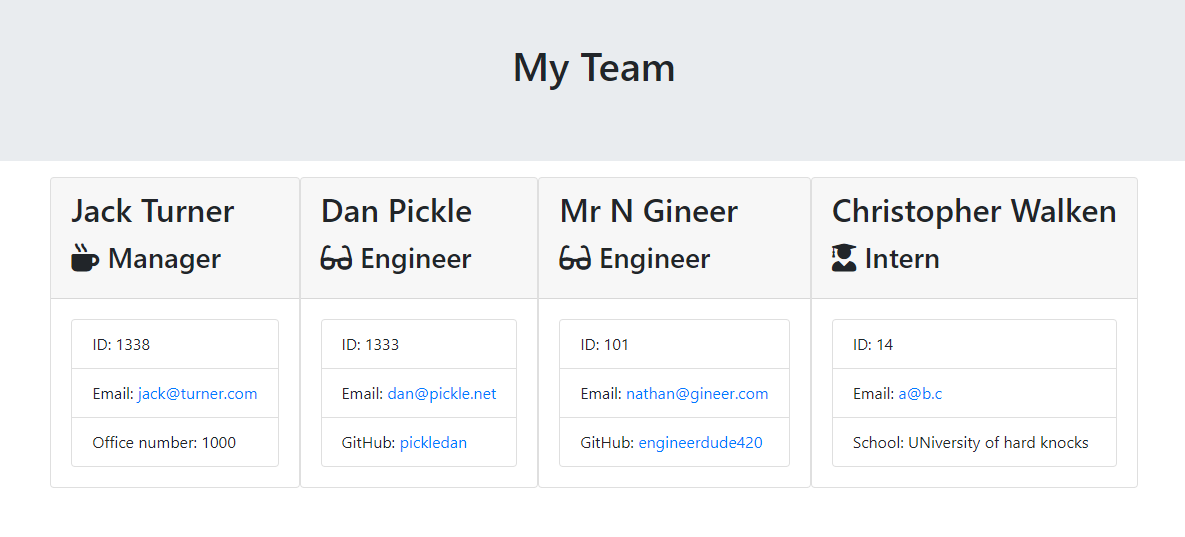 My Team
Jack Turner
Manager
ID: 1338
Email: jack@turner.com
Office number: 1000
Dan Pickle
Engineer
ID: 1333
Email: dan@pickle.net
GitHub: pickledan
Mr N Gineer
Engineer
ID: 101
Email: nathan@gineer.com
GitHub: engineerdude420
Christopher Walken
Intern
ID: 14
Email: a@b.c
School: UNiversity of hard knocks